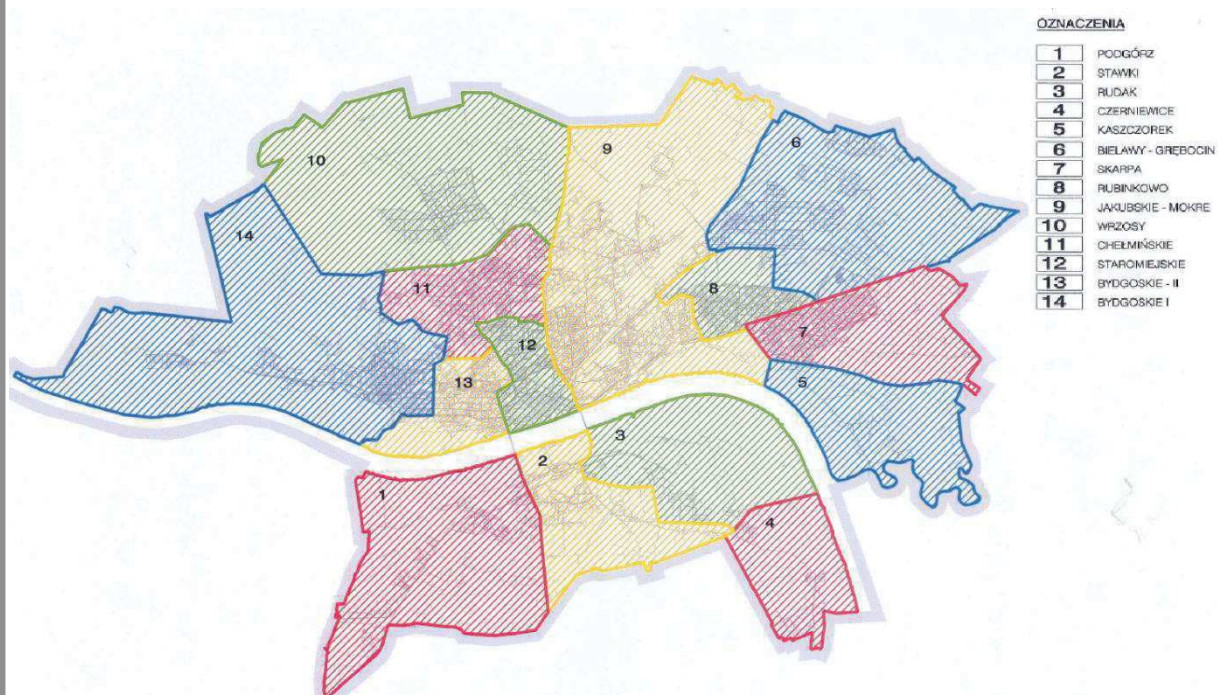 OZNACZENIA
1 PODGÓRZ
2 STAWKI
3 RUDAK
4 CZERNIEWICE
5 KASZCZOREK
6 BIELAWY - GRĘBOCIN
7 SKARPA
8 RUBINKOWO
9 JAKUBSKIE - MOKRE
10 WRZOSY
11 CHEŁMIŃSKIE
12 STAROMIEJSKIE
13 BYDGOSKIE - II
14 BYDGOSKIE I
9
6
10
14
11
8
12
7
13
5
3
2
1
4